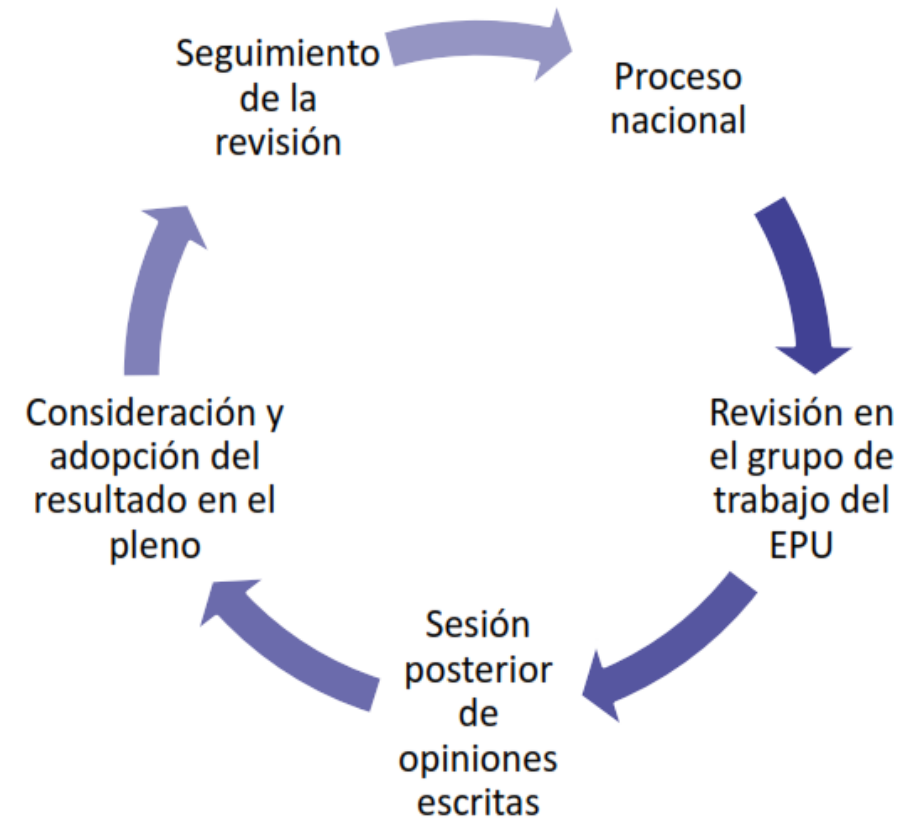 Seguimiento
de la
revisión
Proceso
nacional
Revisión en
el grupo de
trabajo del
EPU
Sesión
posterior
de
opiniones
escritas
Consideración y
adopción del
resultado en el
pleno